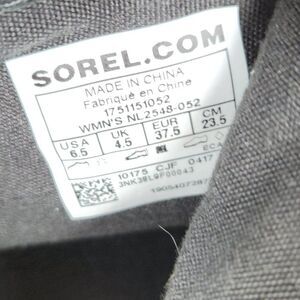 SOREL.COM
MADE IN CHINA
Fabriqué en Chine
1751151052
WMN'S NL2548-052
USA UK EUR CM
6.5 4.5 37.5 23.5
10175 CJF 0417
3NK38L9F00043